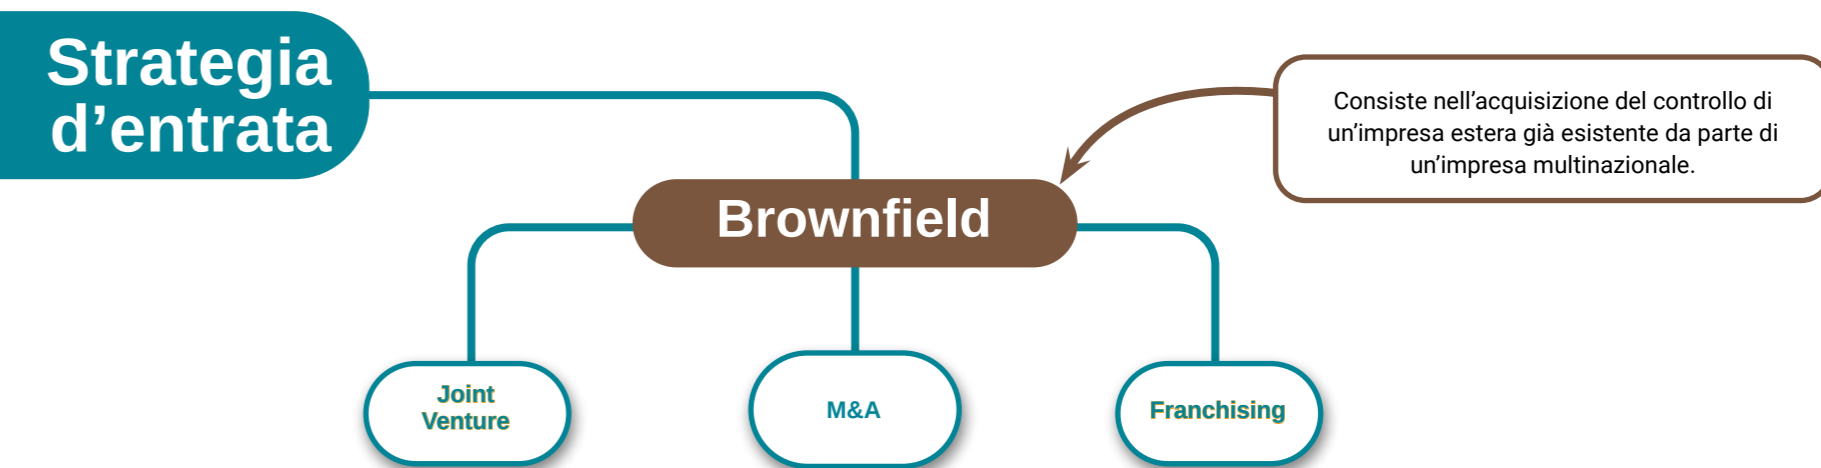 Strategia
d’entrata
Consiste nell’acquisizione del controllo di
un’impresa estera già esistente da parte di
un’impresa multinazionale.
Brownfield
Joint
Venture
M&A
Franchising